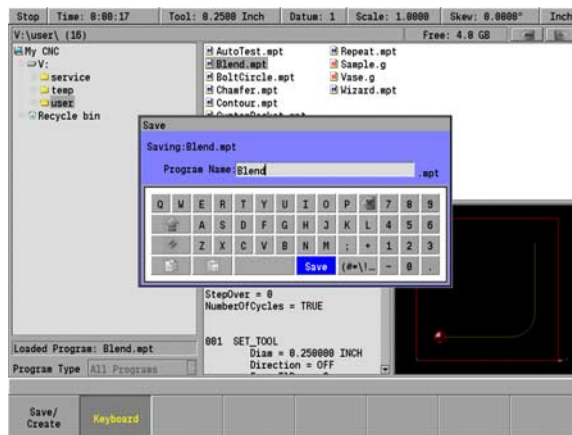 Stop Time: 0:00:17 Tool: 0.2500 Inch Datum: 1 Scale: 1.0000 Skew: 0.0000° Inch
V:\user\ (16) Free: 4.0 GB
My CNC
V:
service
temp
user
Recycle bin
AutoTest.mpt
Blend.mpt
BoltCircle.mpt
Chamfer.mpt
Contour.mpt
Repeat.mpt
Sample.g
Vase.g
Wizard.mpt
Save
Saving:Blend.mpt
Program Name: Blend .mpt
Q W E R T Y U I O P 7 8 9
A S D F G H J K L 4 5 6
Z X C V B N M : + 1 2 3
Save (#*\!_ - 0 .
StepOver = 0
NumberOfCycles = TRUE
001 SET_TOOL
Diam = 0.250000 INCH
Direction = OFF
Loaded Program: Blend.mpt
Program Type All Programs
Save/
Create
Keyboard